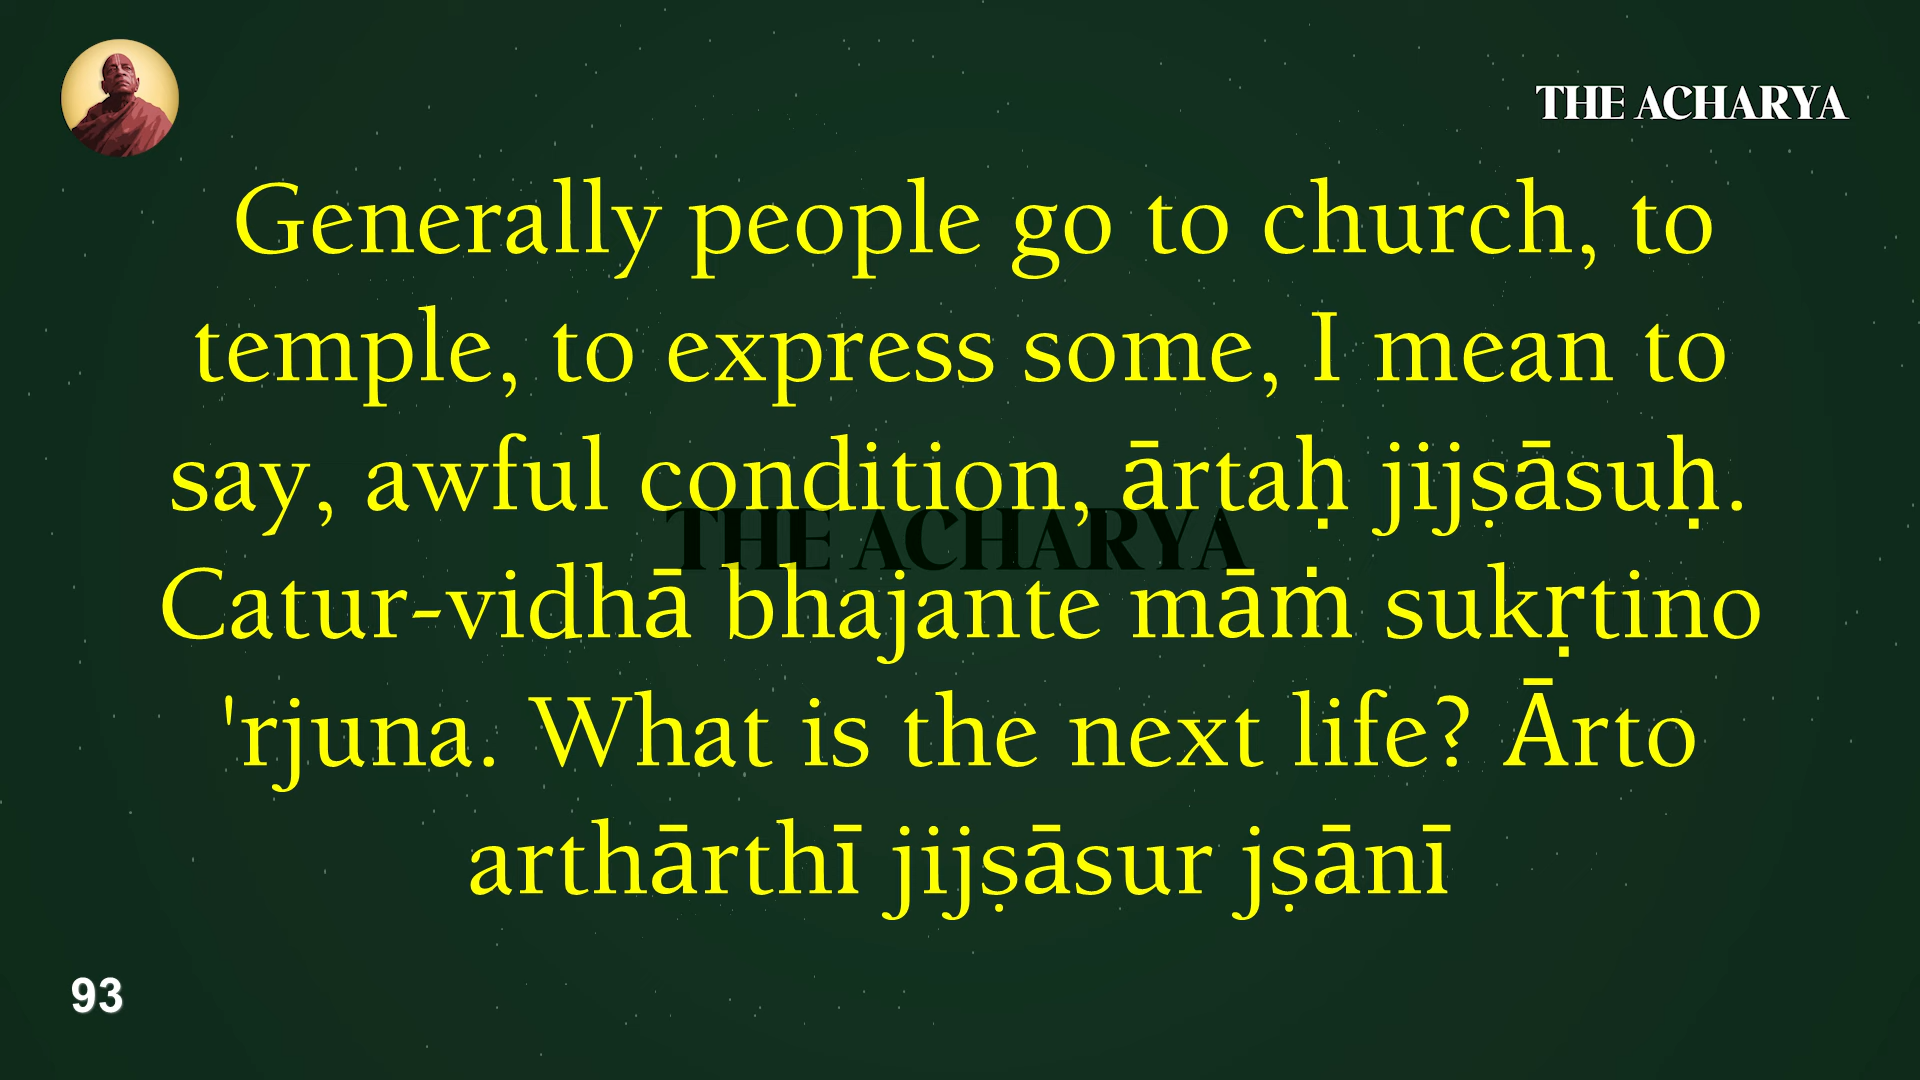 THE ACHARYA
Generally people go to church, to
temple, to express some, I mean to
say, awful condition, ārtaḥ jijṣāsuḥ.
THE ACHARYA
Catur-vidhā bhajante māṁ sukṛtino
'rjuna. What is the next life? Ārto
arthārthī jijṣāsur jṣānī
93